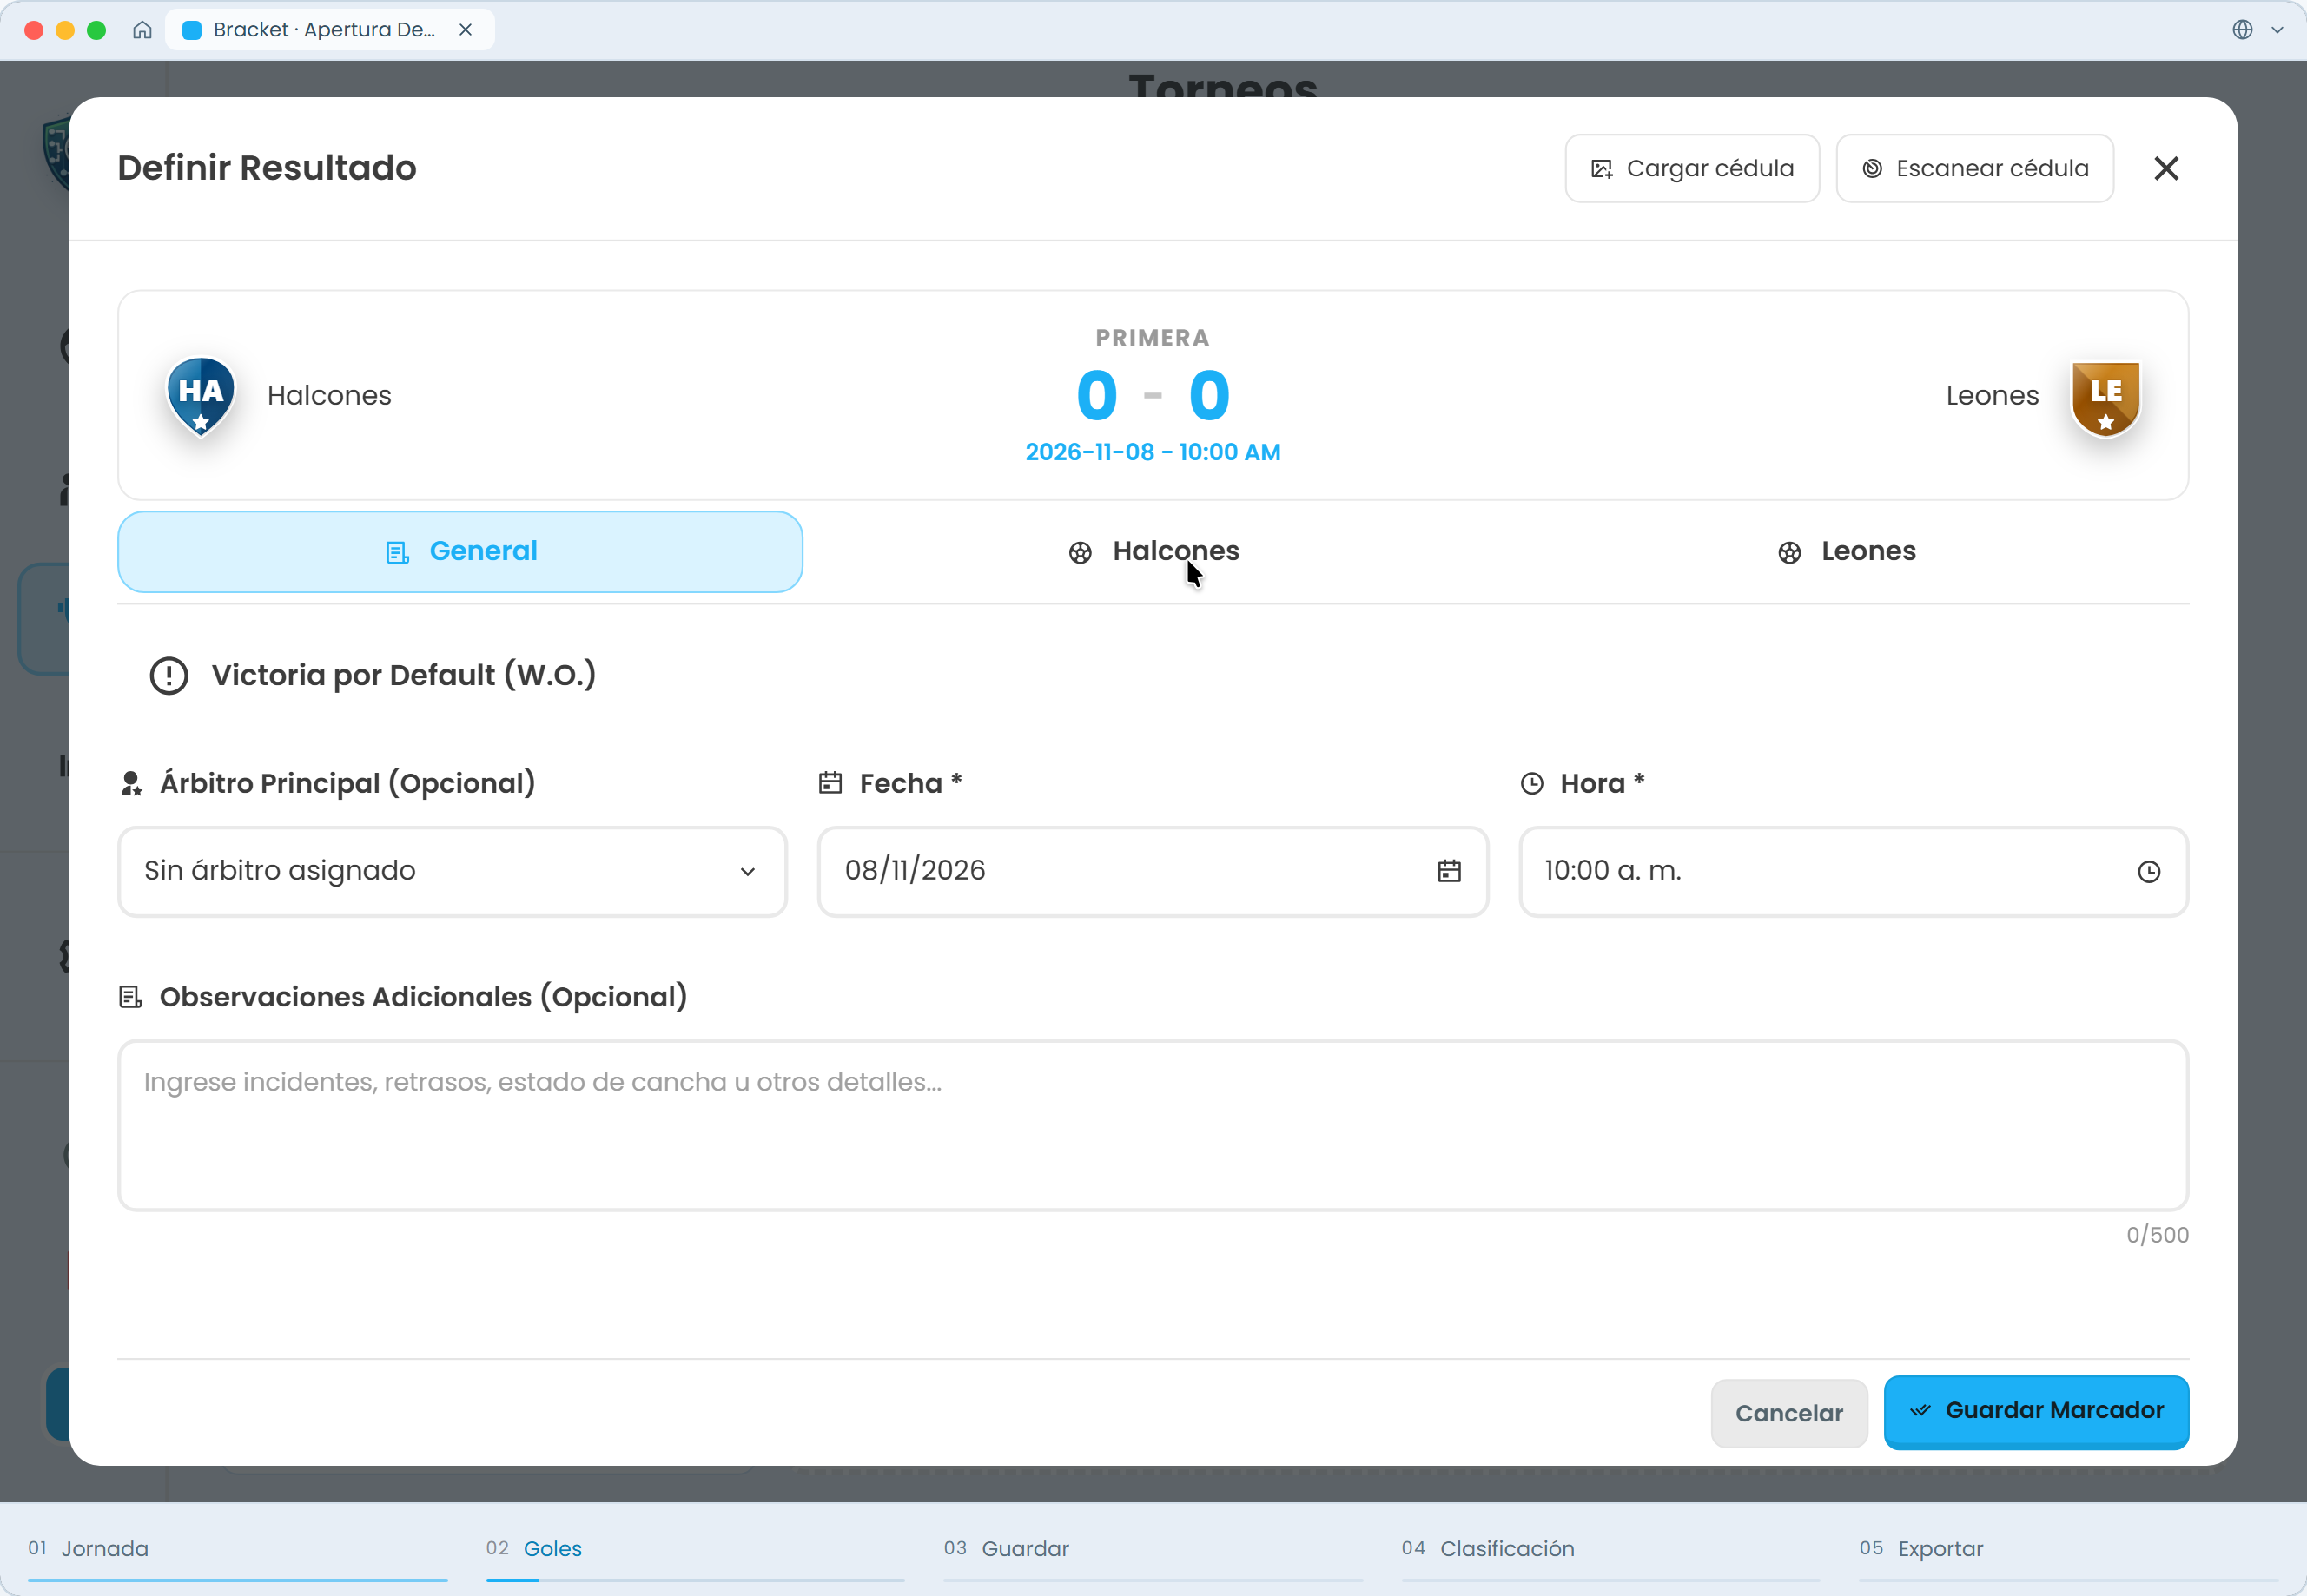 Bracket · Apertura De...
Torneos
Definir Resultado
Cargar cédula
Escanear cédula
PRIMERA
HA
Halcones
0 - 0
Leones
LE
2026-11-08 - 10:00 AM
General
Halcones
Leones
Victoria por Default (W.O.)
Árbitro Principal (Opcional)
Fecha *
Hora *
Sin árbitro asignado
08/11/2026
10:00 a. m.
Observaciones Adicionales (Opcional)
Ingrese incidentes, retrasos, estado de cancha u otros detalles...
0/500
Cancelar
Guardar Marcador
01 Jornada
02 Goles
03 Guardar
04 Clasificación
05 Exportar